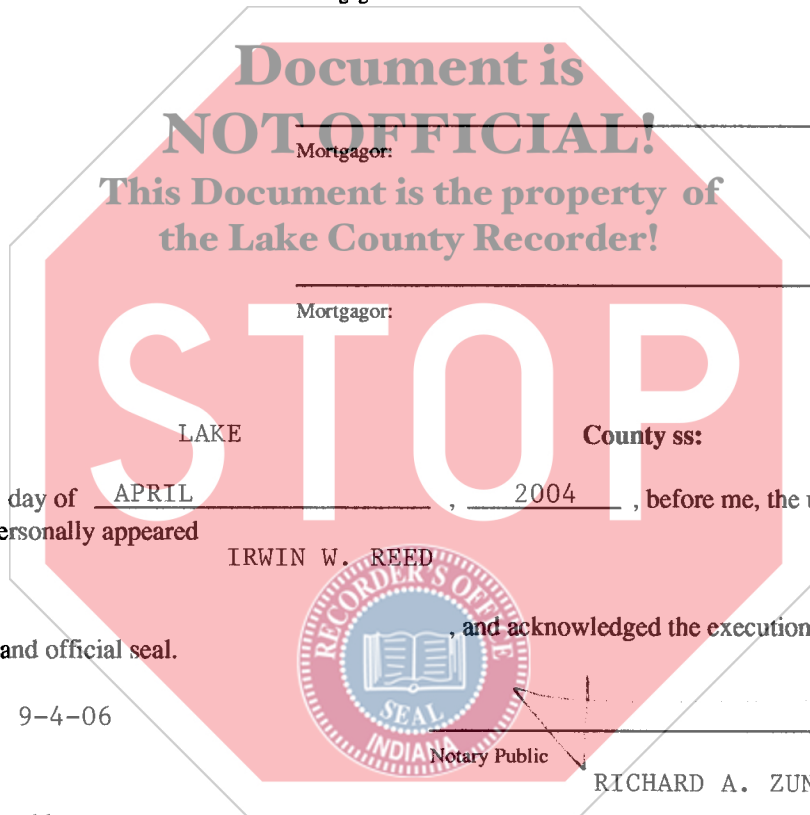 Document is
NOT OFFICIAL!
Mortgagor:
This Document is the property of
the Lake County Recorder!
Mortgagor:
STOP
LAKE County ss:
day of APRIL , 2004 , before me, the
ersonally appeared
IRWIN W. REED
RECORDER'S OFFICE
, and acknowledged the execution
and official seal.
SEAL
9-4-06
INDIANA
Notary Public
RICHARD A. ZUN